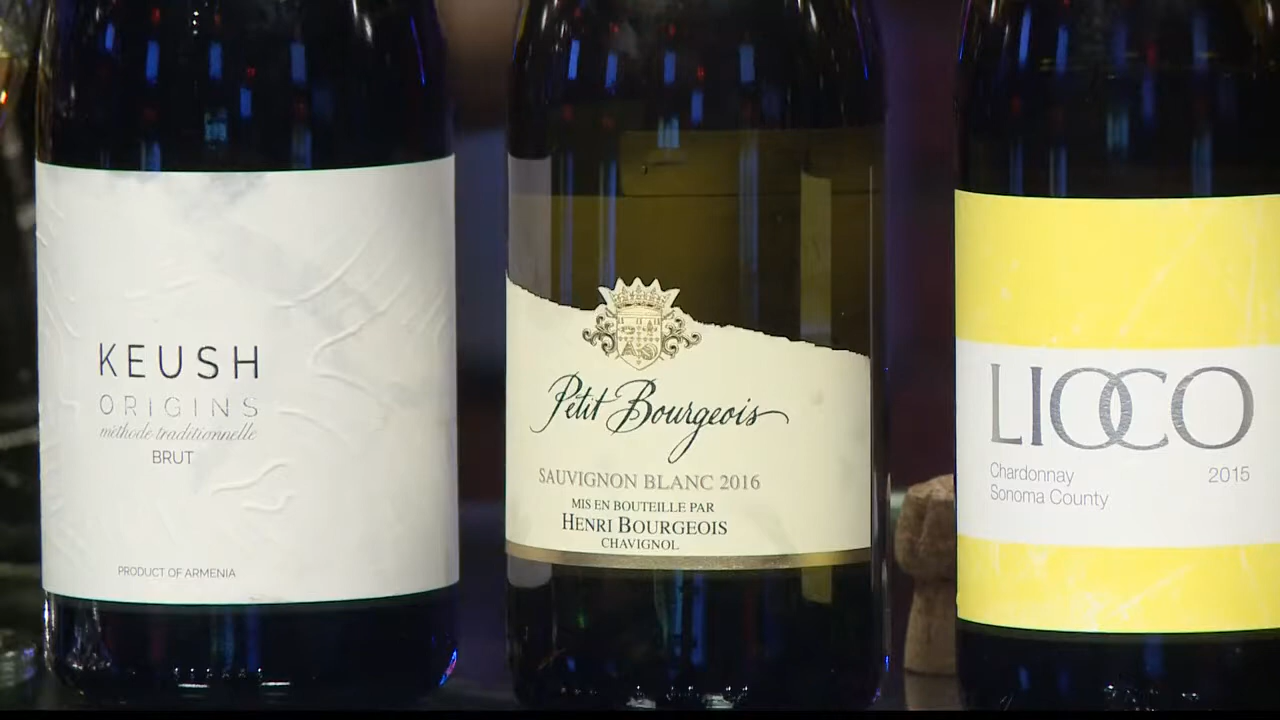 KEUSH
ORIGINS
méthode traditionnelle
BRUT
PRODUCT OF ARMENIA
Petit Bourgeois
SAUVIGNON BLANC 2016
MIS EN BOUTEILLE PAR
HENRI BOURGEOIS
CHAVIGNOL
LIOCO
Chardonnay 2015
Sonoma County